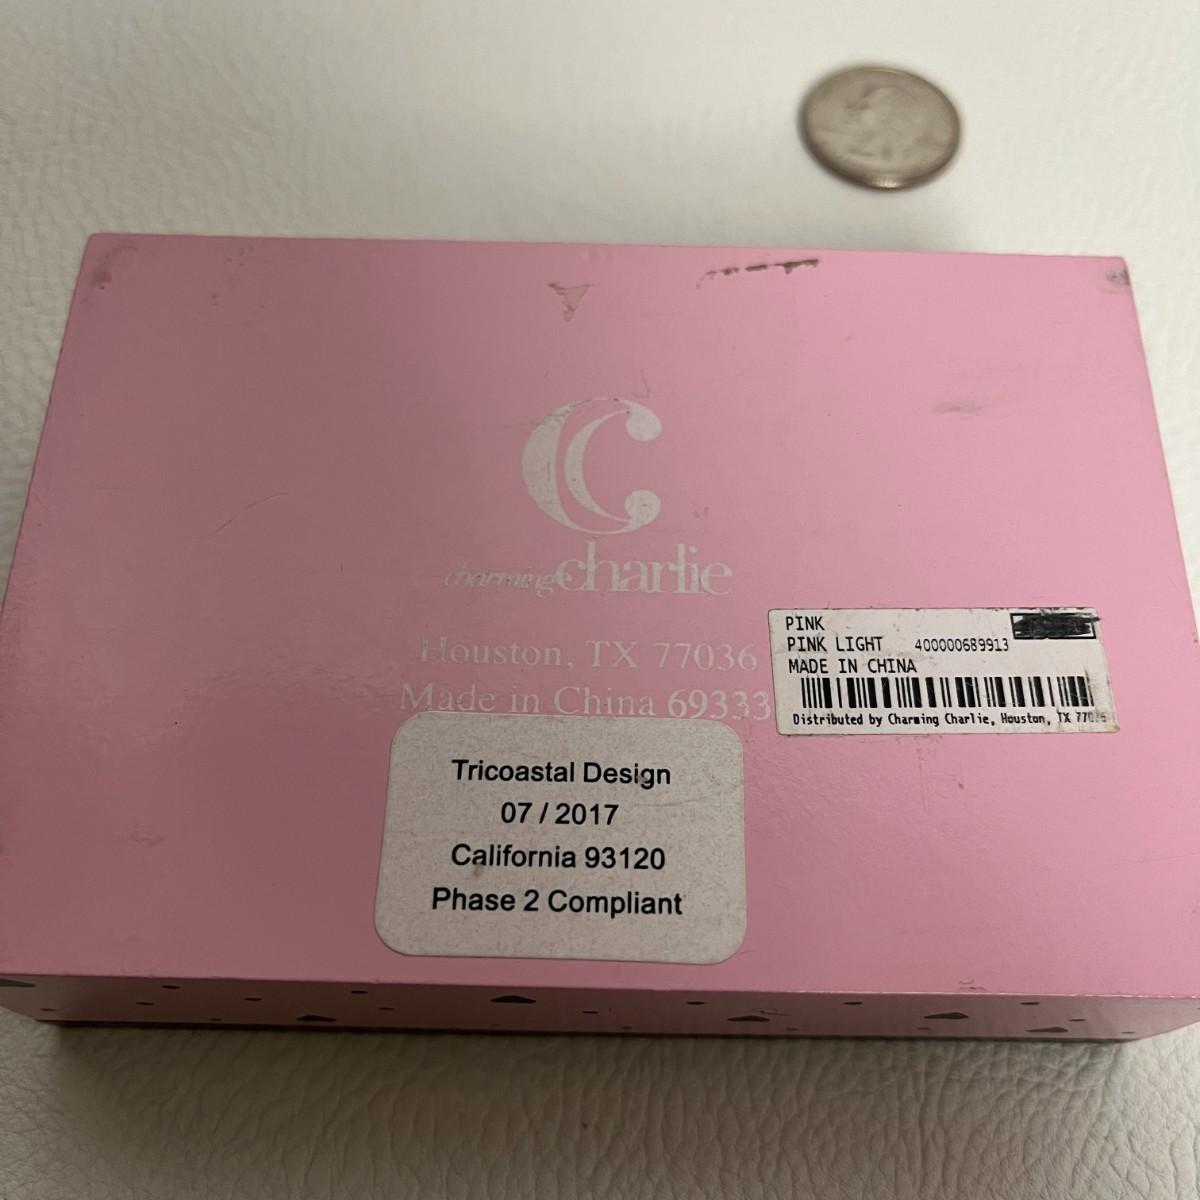 charming charlie
Houston, TX 77036
Made in China 69333
PINK
PINK LIGHT 400000689913
MADE IN CHINA
Distributed by Charming Charlie, Houston, TX 77036
Tricoastal Design
07 / 2017
California 93120
Phase 2 Compliant